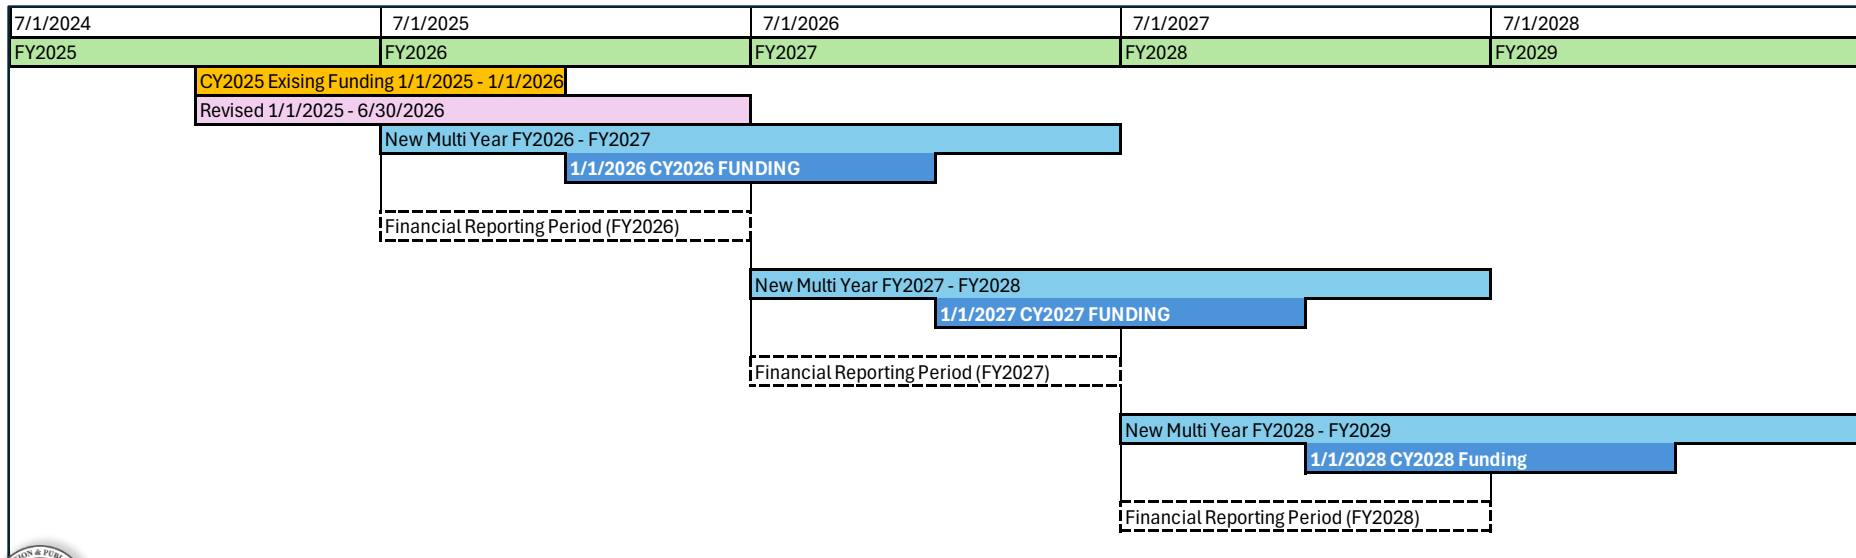 7/1/2024 7/1/2025 7/1/2026 7/1/2027 7/1/2028
FY2025 FY2026 FY2027 FY2028 FY2029
CY2025 Exising Funding 1/1/2025 - 1/1/2026
Revised 1/1/2025 - 6/30/2026
New Multi Year FY2026 - FY2027
1/1/2026 CY2026 FUNDING
Financial Reporting Period (FY2026)
New Multi Year FY2027 - FY2028
1/1/2027 CY2027 FUNDING
Financial Reporting Period (FY2027)
New Multi Year FY2028 - FY2029
1/1/2028 CY2028 Funding
Financial Reporting Period (FY2028)